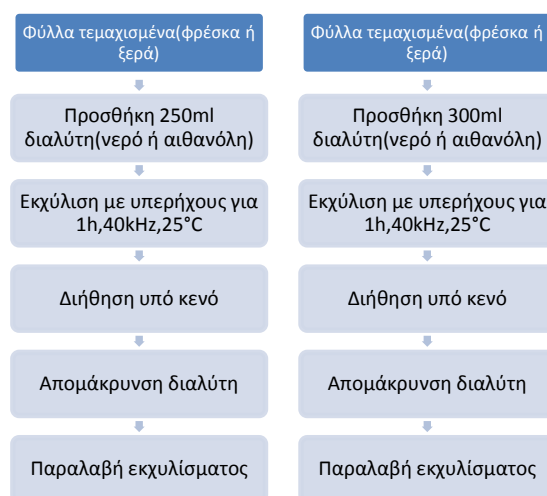 Φύλλα τεμαχισμένα(φρέσκα ή
ξερά)
Προσθήκη 250ml
διαλύτη(νερό ή αιθανόλη)
Εκχύλιση με υπερήχους για
1h,40kHz,25°C
Διήθηση υπό κενό
Απομάκρυνση διαλύτη
Παραλαβή εκχυλίσματος
Φύλλα τεμαχισμένα(φρέσκα ή
ξερά)
Προσθήκη 300ml
διαλύτη(νερό ή αιθανόλη)
Εκχύλιση με υπερήχους για
1h,40kHz,25°C
Διήθηση υπό κενό
Απομάκρυνση διαλύτη
Παραλαβή εκχυλίσματος